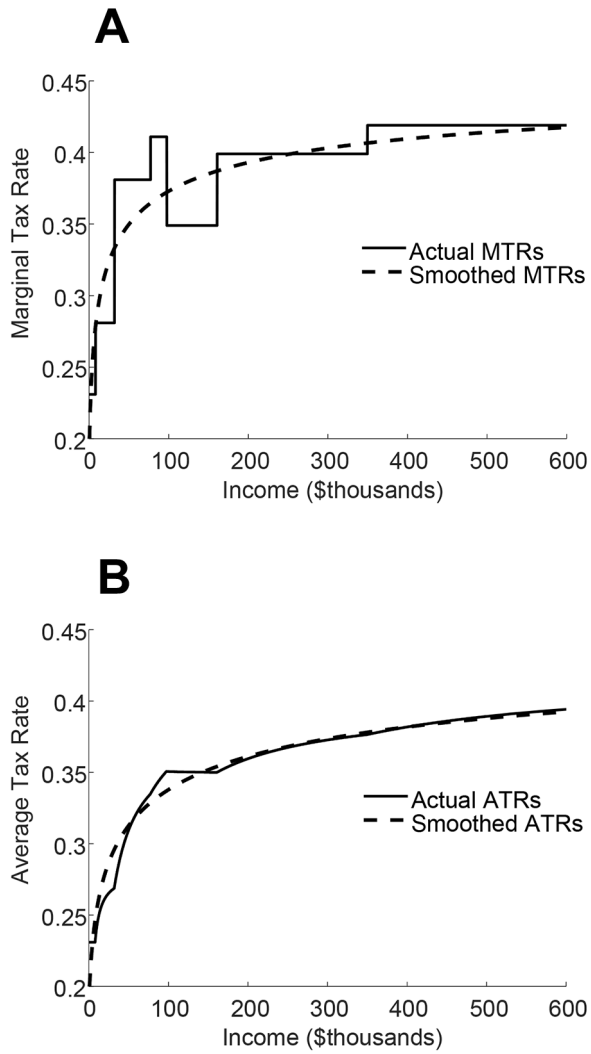 A
0.45
0.4
0.35
0.3
0.25
0.2
Marginal Tax Rate
Actual MTRs
Smoothed MTRs
0 100 200 300 400 500 600
Income ($thousands)
B
0.45
0.4
0.35
0.3
0.25
0.2
Average Tax Rate
Actual ATRs
Smoothed ATRs
0 100 200 300 400 500 600
Income ($thousands)